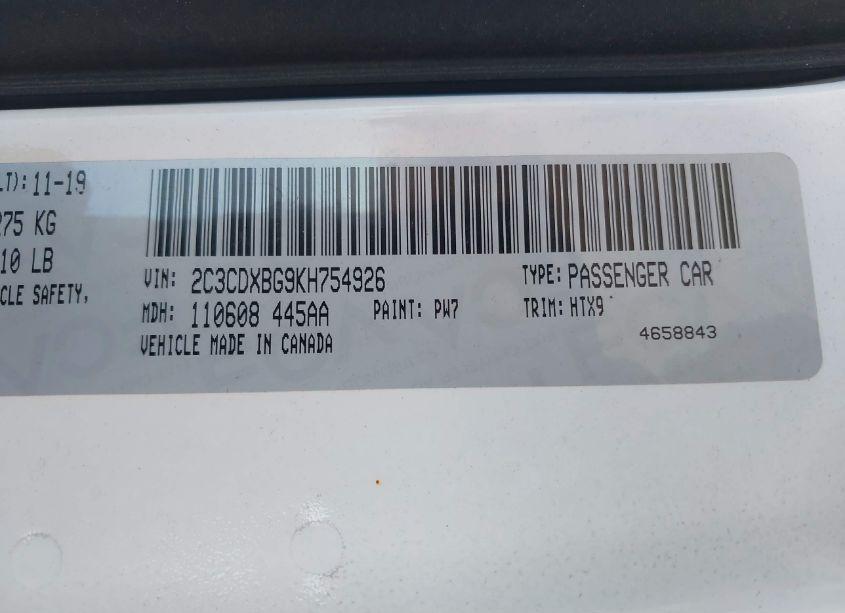 LT): 11-19
275 KG
10 LB
CLE SAFETY,
VIN: 2C3CDXBG9KH754926
TYPE: PASSENGER CAR
MDH: 110608 445AA
PAINT: PW7
TRIM: HTX9
VEHICLE MADE IN CANADA
4658843